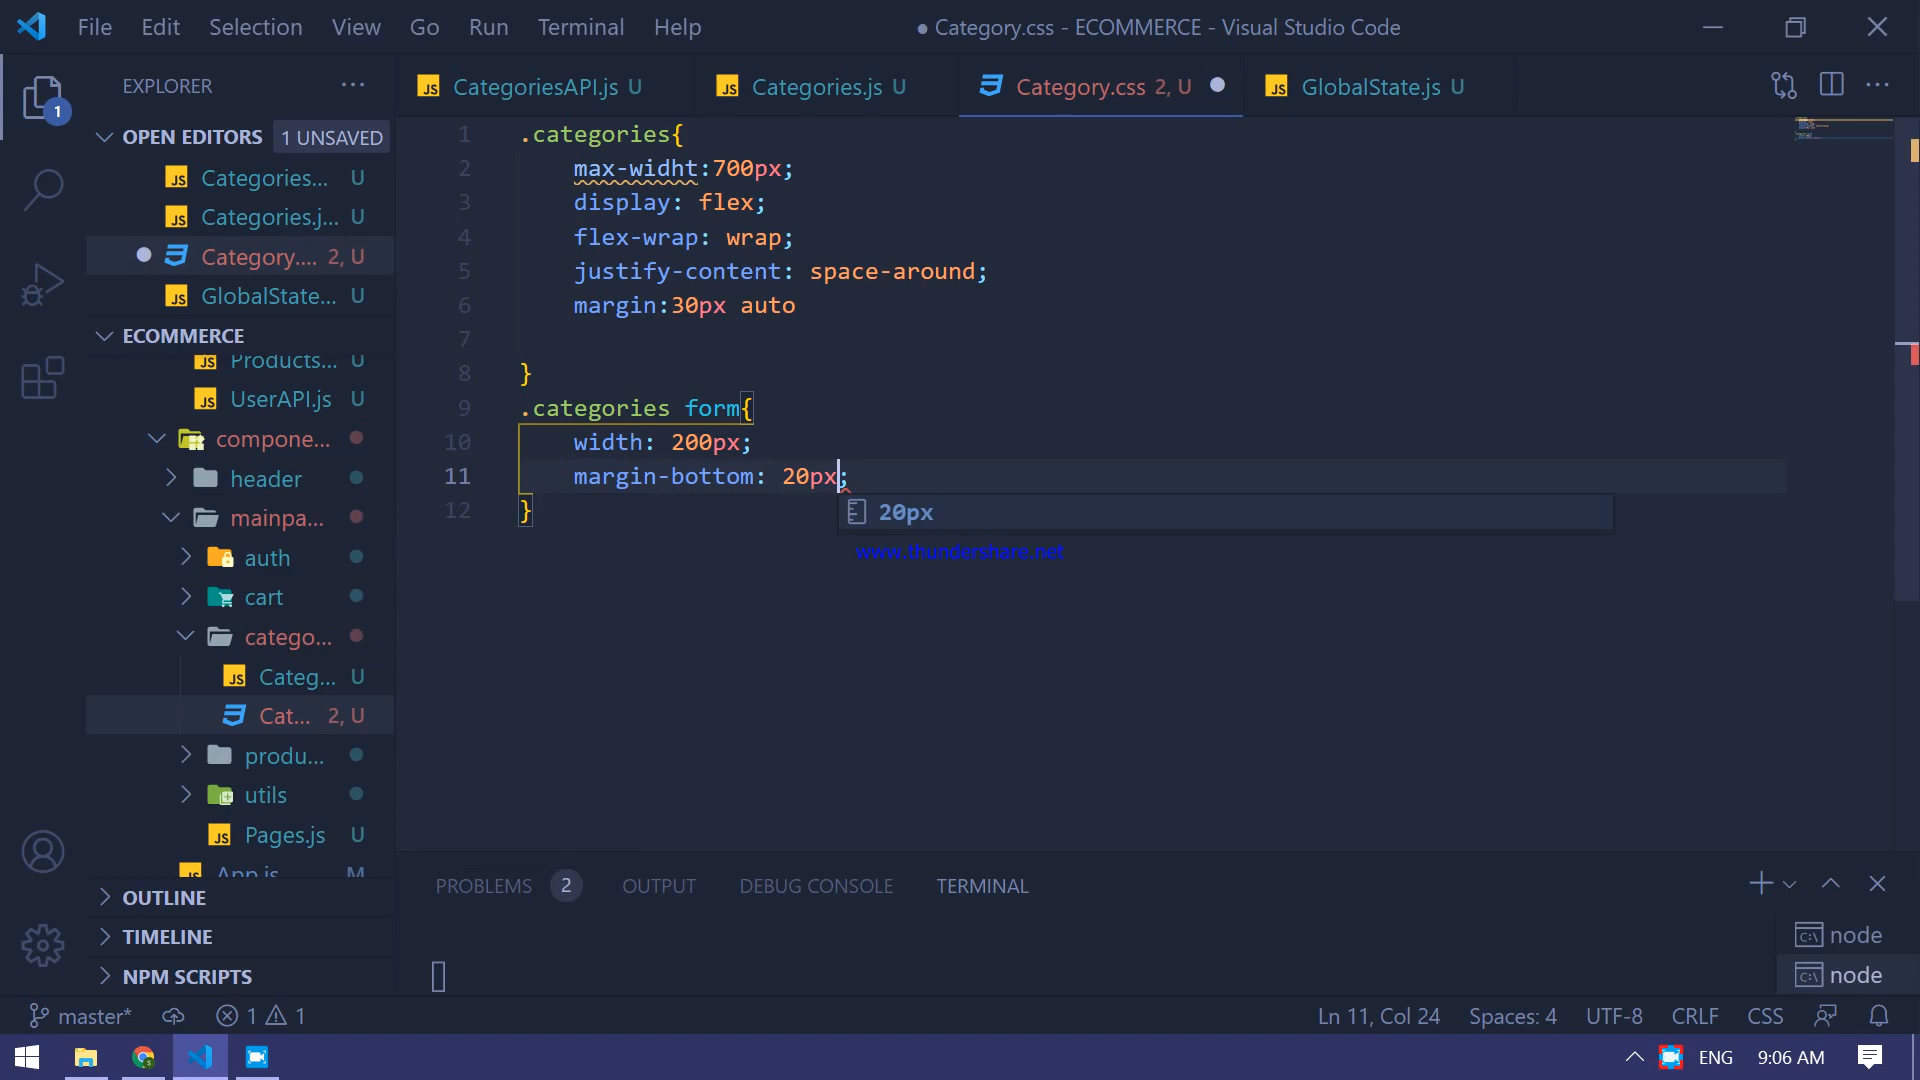 File Edit Selection View Go Run Terminal Help
● Category.css - ECOMMERCE - Visual Studio Code
EXPLORER
CategoriesAPI.js U
Categories.js U
Category.css 2, U
GlobalState.js U
OPEN EDITORS 1 UNSAVED
Categories... U
Categories.j... U
Category.... 2, U
GlobalState... U
ECOMMERCE
Products... U
UserAPI.js U
compone...
header
mainpa...
auth
cart
catego...
Categ... U
Cat... 2, U
produ...
utils
Pages.js U
App.js M
OUTLINE
TIMELINE
NPM SCRIPTS
1 .categories{
2 max-widht:700px;
3 display: flex;
4 flex-wrap: wrap;
5 justify-content: space-around;
6 margin:30px auto
7
8 }
9 .categories form{
10 width: 200px;
11 margin-bottom: 20px;
12 }
20px
www.thundershare.net
PROBLEMS 2 OUTPUT DEBUG CONSOLE TERMINAL
node
node
master* 1 1
Ln 11, Col 24 Spaces: 4 UTF-8 CRLF CSS
ENG 9:06 AM